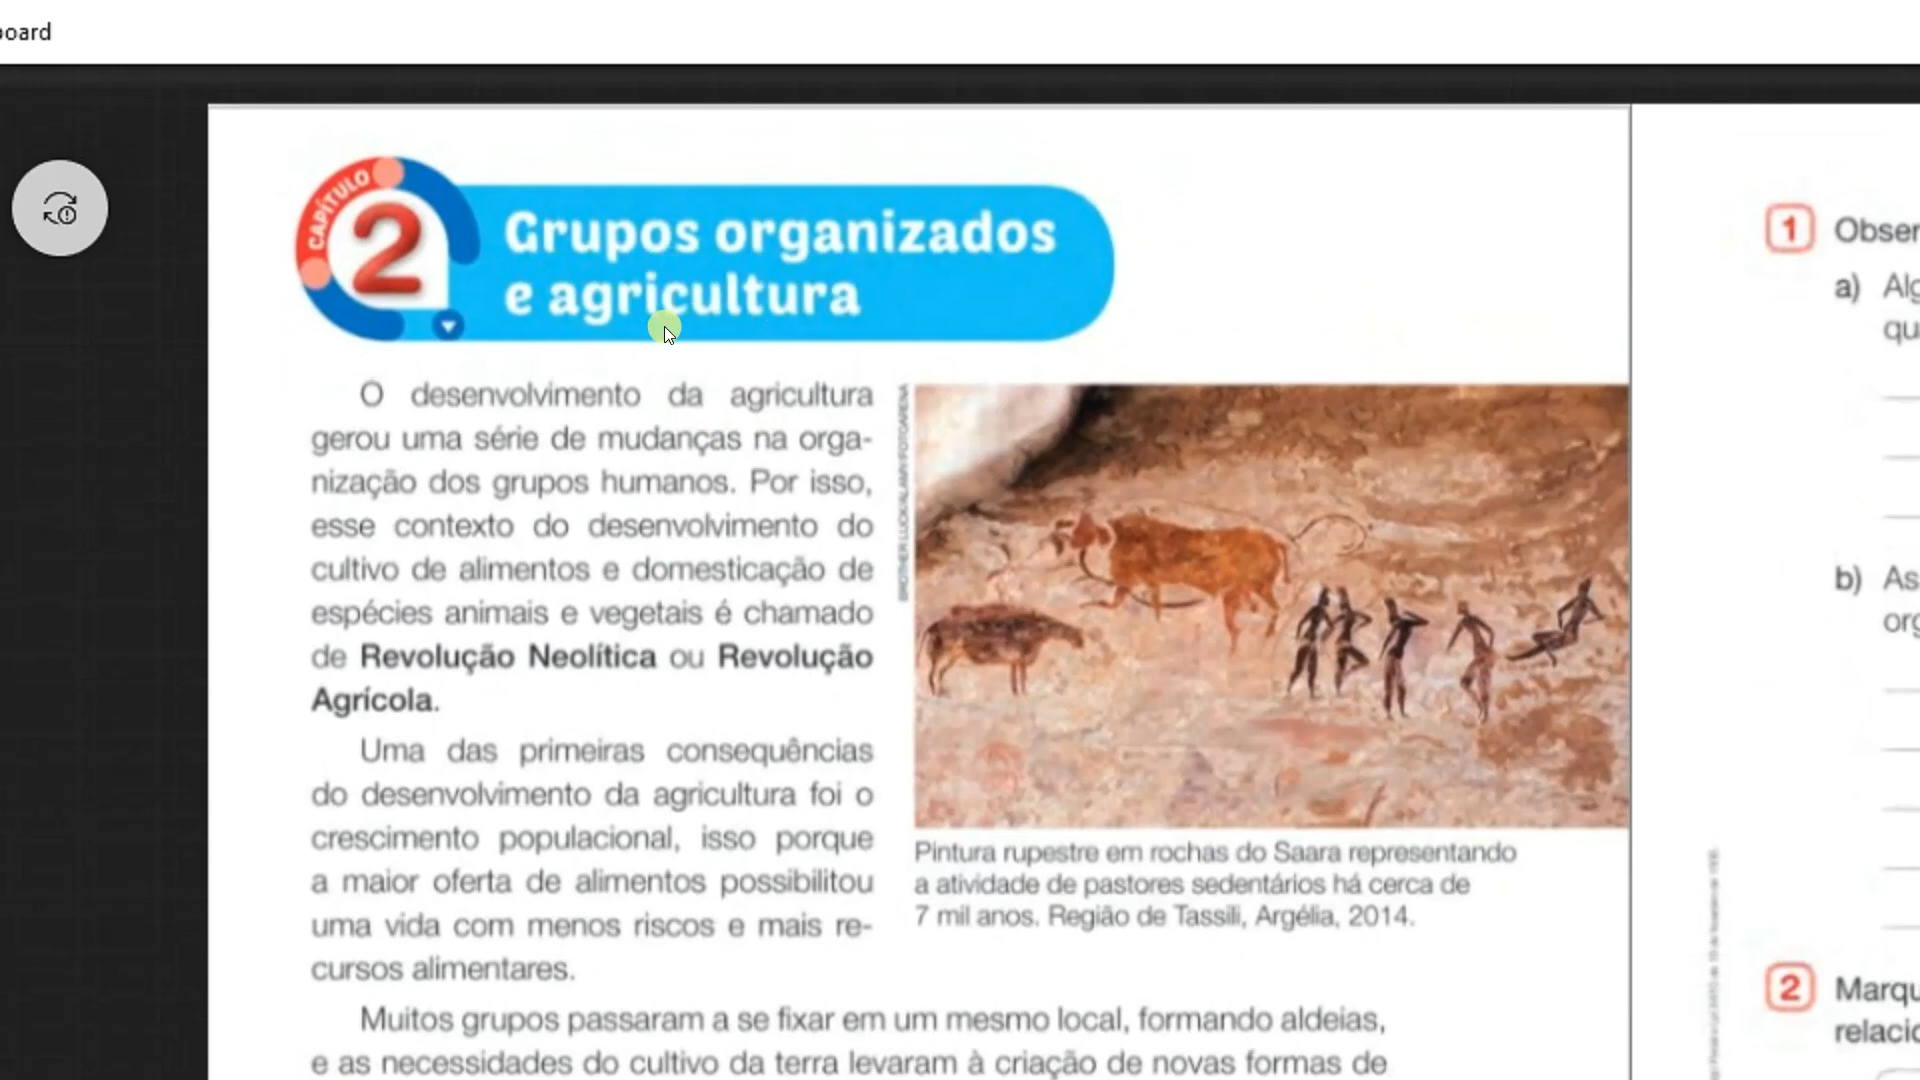 CAPÍTULO
2
Grupos organizados
e agricultura
O desenvolvimento da agricultura
gerou uma série de mudanças na orga-
nização dos grupos humanos. Por isso,
esse contexto do desenvolvimento do
cultivo de alimentos e domesticação de
espécies animais e vegetais é chamado
de Revolução Neolítica ou Revolução
Agrícola.
Uma das primeiras consequências
do desenvolvimento da agricultura foi o
crescimento populacional, isso porque
a maior oferta de alimentos possibilitou
uma vida com menos riscos e mais re-
cursos alimentares.
Pintura rupestre em rochas do Saara representando
a atividade de pastores sedentários há cerca de
7 mil anos. Região de Tassili, Argélia, 2014.
Muitos grupos passaram a se fixar em um mesmo local, formando aldeias,
e as necessidades do cultivo da terra levaram à criação de novas formas de
1
Obser
a) Alg
qu
b) As
org
2
Marqu
relacio